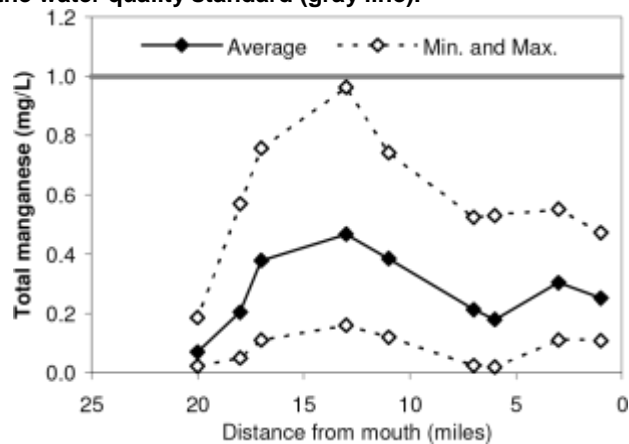 the water quality standard (gray line).
Average
Min. and Max.
1.2
1.0
0.8
0.6
0.4
0.2
0.0
Total manganese (mg/L)
25
20
15
10
5
0
Distance from mouth (miles)